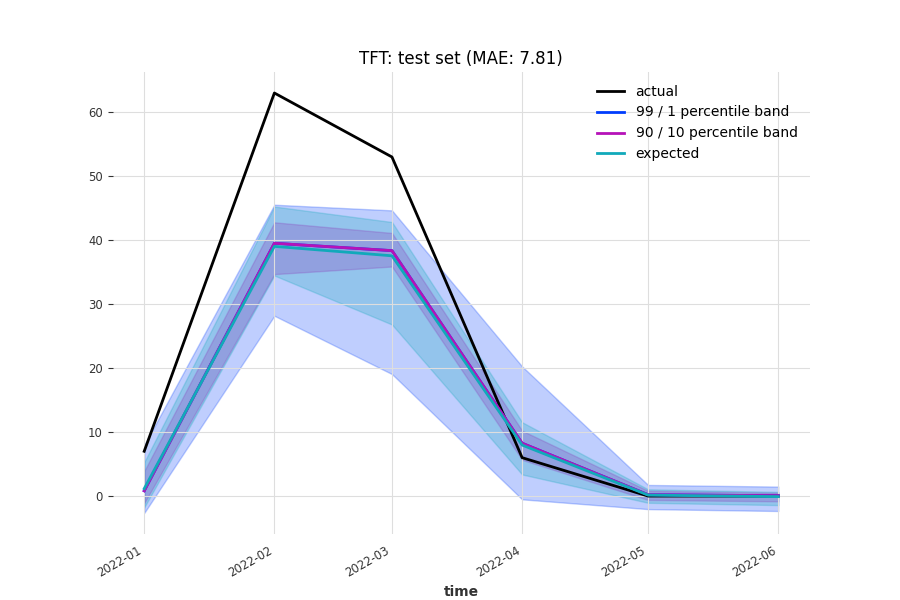 TFT: test set (MAE: 7.81)
actual
99 / 1 percentile band
90 / 10 percentile band
expected
60
50
40
30
20
10
0
2022-01
2022-02
2022-03
2022-04
2022-05
2022-06
time